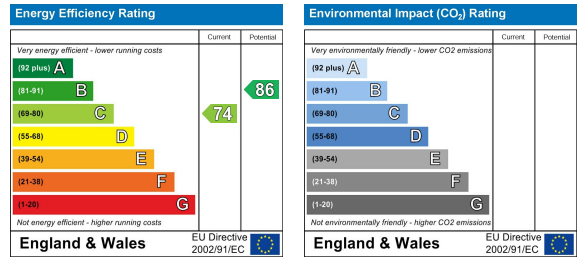 Energy Efficiency Rating
Current Potential
Very energy efficient - lower running costs
(92 plus) A
(81-91) B
86
(69-80) C
74
(55-68) D
(39-54) E
(21-38) F
(1-20) G
Not energy efficient - higher running costs
England & Wales
EU Directive
2002/91/EC
Environmental Impact (CO₂) Rating
Current Potential
Very environmentally friendly - lower CO2 emissions
(92 plus) A
(81-91) B
(69-80) C
(55-68) D
(39-54) E
(21-38) F
(1-20) G
Not environmentally friendly - higher CO2 emissions
England & Wales
EU Directive
2002/91/EC